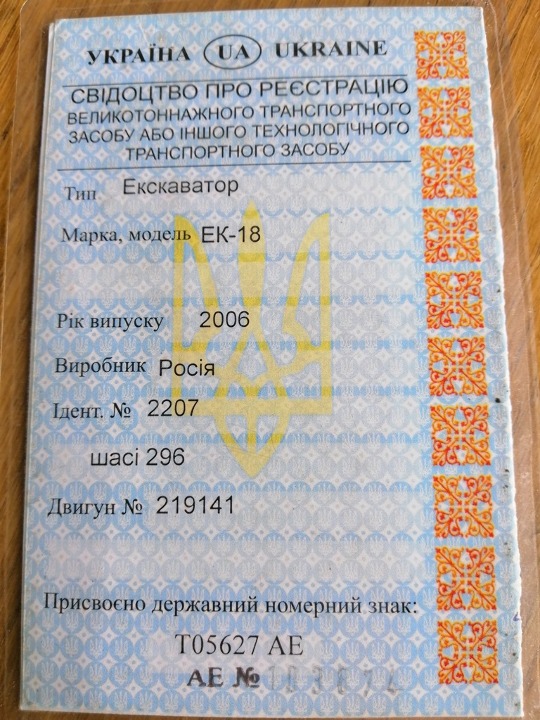 УКРАЇНА UA UKRAINE
СВІДОЦТВО ПРО РЕЄСТРАЦІЮ
ВЕЛИКОТОННАЖНОГО ТРАНСПОРТНОГО
ЗАСОБУ АБО ІНШОГО ТЕХНОЛОГІЧНОГО
ТРАНСПОРТНОГО ЗАСОБУ
Тип Екскаватор
Марка, модель ЕК-18
Рік випуску 2006
Виробник Росія
Ідент. № 2207
шасі 296
Двигун № 219141
Присвоєно державний номерний знак:
Т05627 АЕ
АЕ №